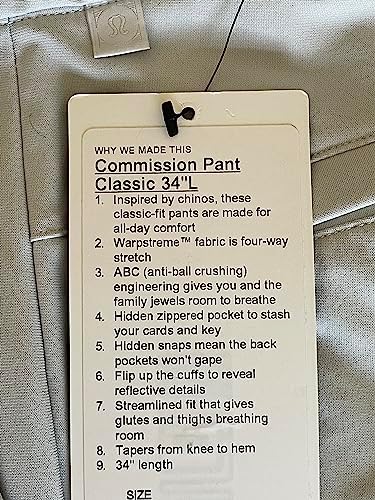 WHY WE MADE THIS
Commission Pant
Classic 34"L
1. Inspired by chinos, these
classic-fit pants are made for
all-day comfort
2. Warpstreme™ fabric is four-way
stretch
3. ABC (anti-ball crushing)
engineering gives you and the
family jewels room to breathe
4. Hidden zippered pocket to stash
your cards and key
5. Hidden snaps mean the back
pockets won't gape
6. Flip up the cuffs to reveal
reflective details
7. Streamlined fit that gives
glutes and thighs breathing
room
8. Tapers from knee to hem
9. 34" length
SIZE